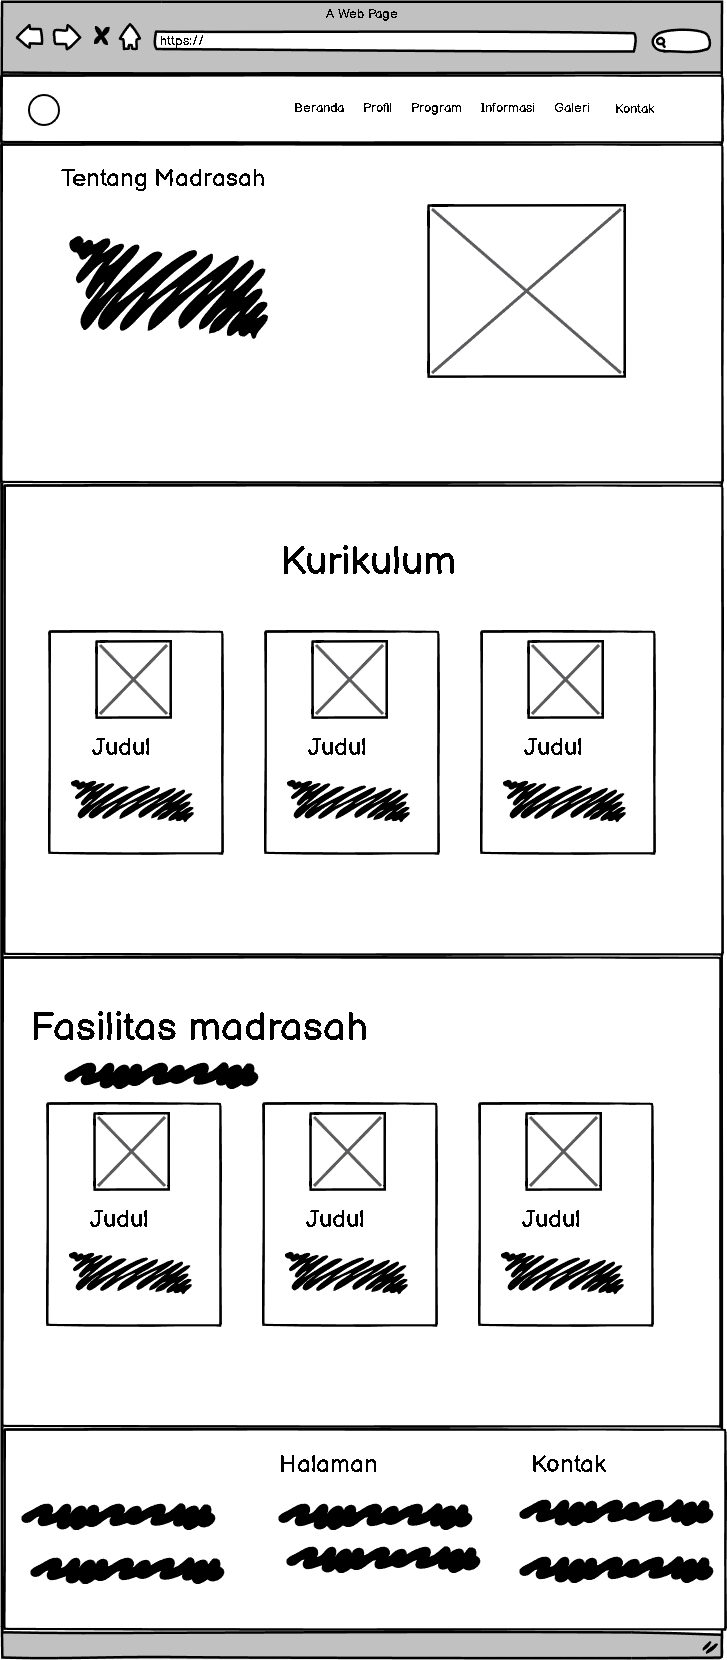 A Web Page
https://
Beranda Profil Program Informasi Galeri Kontak
Tentang Madrasah
Kurikulum
Judul Judul Judul
Fasilitas madrasah
Judul Judul Judul
Halaman Kontak